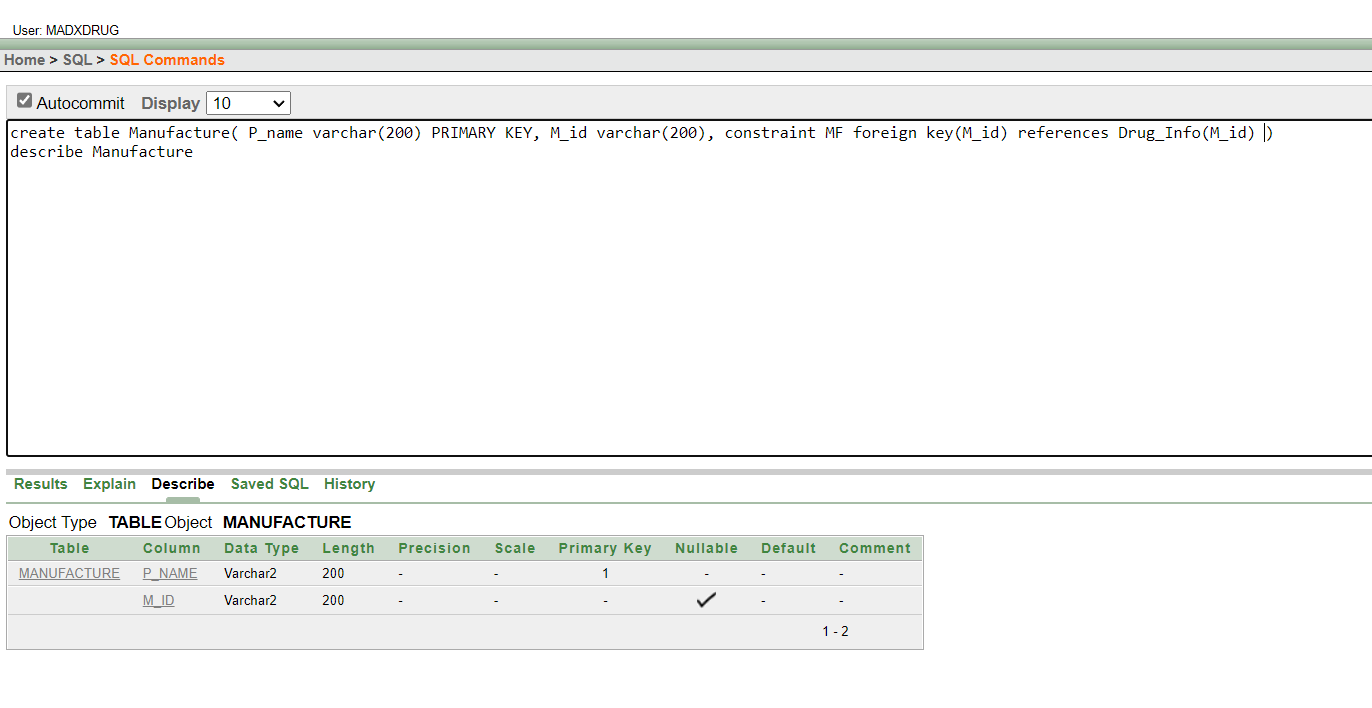 User: MADXDRUG
Home > SQL > SQL Commands
Autocommit Display 10
create table Manufacture( P_name varchar(200) PRIMARY KEY, M_id varchar(200), constraint MF foreign key(M_id) references Drug_Info(M_id) )
describe Manufacture
Results Explain Describe Saved SQL History
Object Type TABLE Object MANUFACTURE
Table Column Data Type Length Precision Scale Primary Key Nullable Default Comment
MANUFACTURE P_NAME Varchar2 200 - - 1 - - -
M_ID Varchar2 200 - - - - -
1 - 2